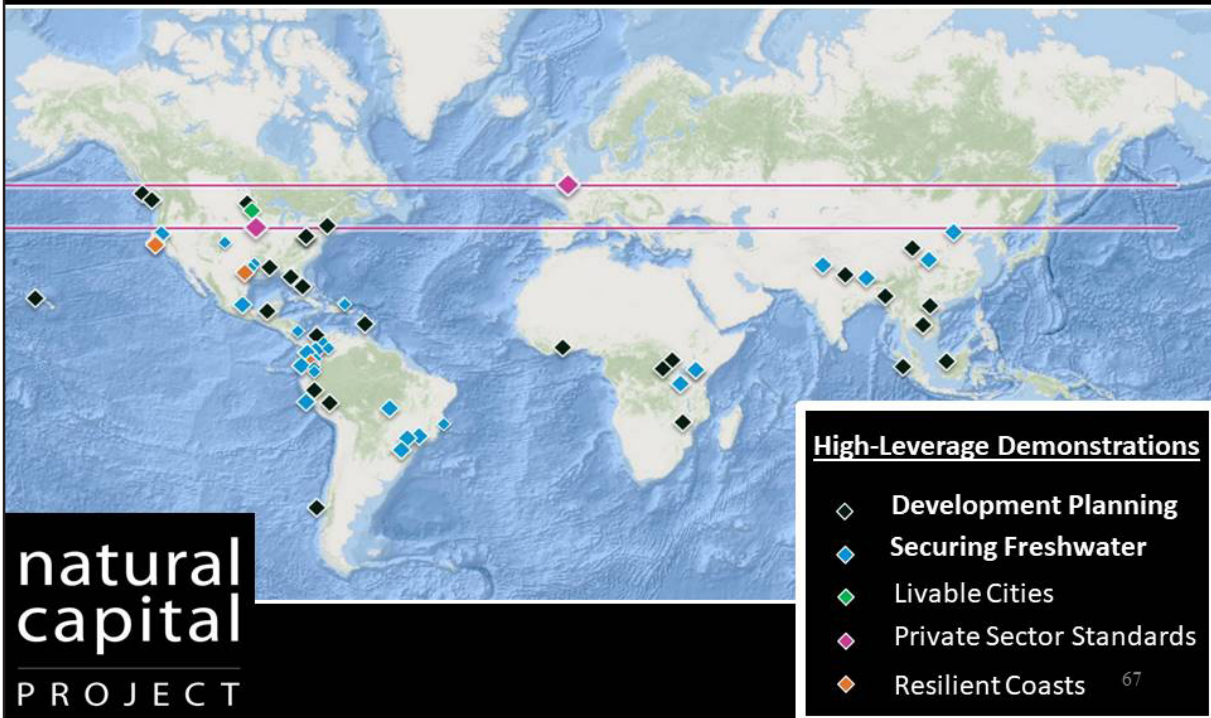 natural
capital
PROJECT
High-Leverage Demonstrations
Development Planning
Securing Freshwater
Livable Cities
Private Sector Standards
Resilient Coasts
67